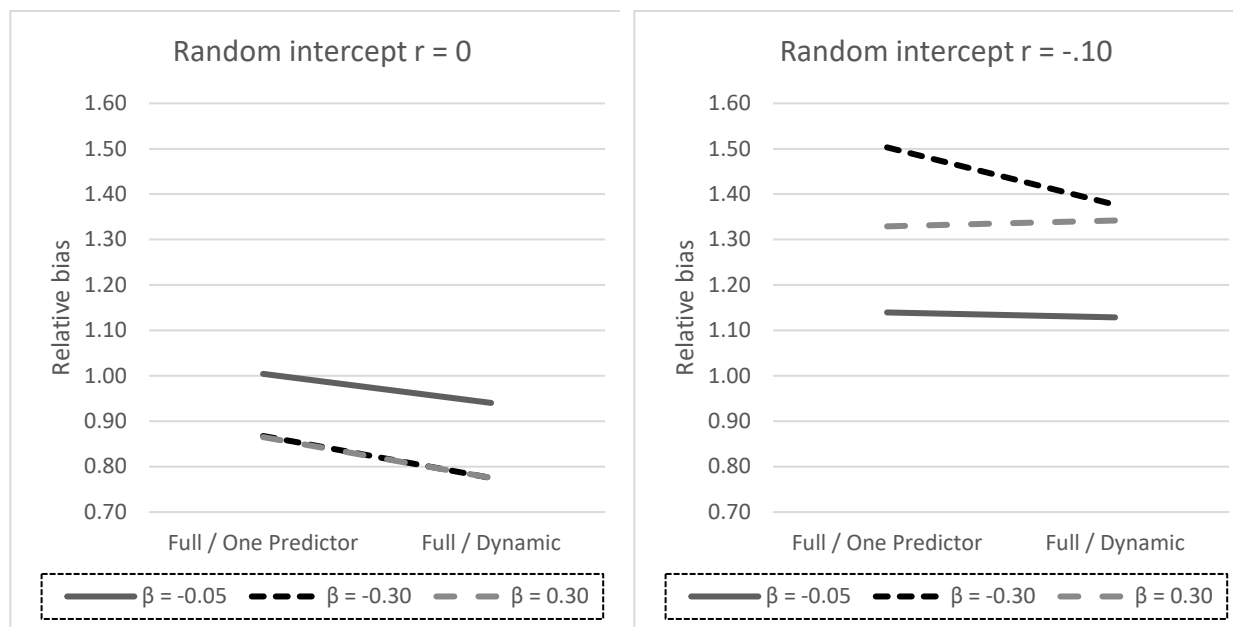 Random intercept r = 0
Relative bias
1.60
1.50
1.40
1.30
1.20
1.10
1.00
0.90
0.80
0.70
Full / One Predictor
Full / Dynamic
β = -0.05
β = -0.30
β = 0.30
Random intercept r = -.10
Relative bias
1.60
1.50
1.40
1.30
1.20
1.10
1.00
0.90
0.80
0.70
Full / One Predictor
Full / Dynamic
β = -0.05
β = -0.30
β = 0.30